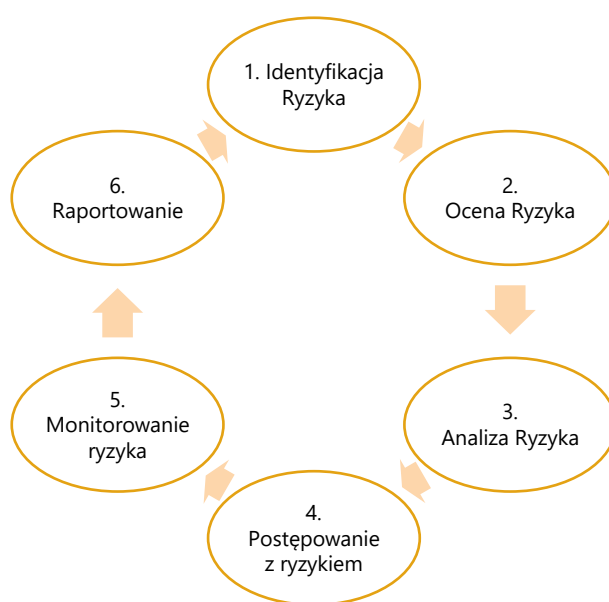 1. Identyfikacja
Ryzyka
2.
Ocena Ryzyka
3.
Analiza Ryzyka
4.
Postępowanie
z ryzykiem
5.
Monitorowanie
ryzyka
6.
Raportowanie